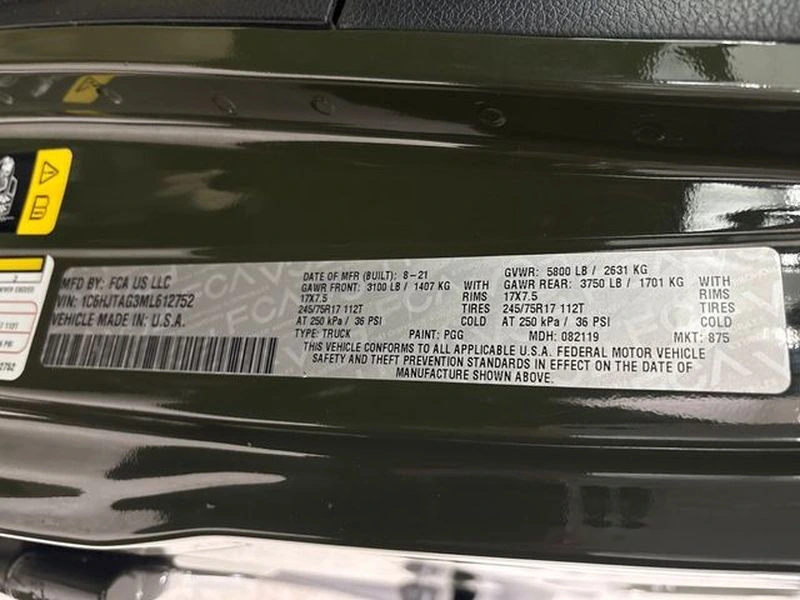 MFD BY: FCA US LLC
VIN: 1C6HJTAG3ML612752
VEHICLE MADE IN: U.S.A.
DATE OF MFR (BUILT): 8-21
GAWR FRONT: 3100 LB / 1407 KG WITH
17X7.5 RIMS
245/75R17 112T TIRES
AT 250 kPa / 36 PSI COLD
GVWR: 5800 LB / 2631 KG
GAWR REAR: 3750 LB / 1701 KG WITH
17X7.5 RIMS
245/75R17 112T TIRES
AT 250 kPa / 36 PSI COLD
TYPE: TRUCK PAINT: PGG MDH: 082119 MKT: 875
THIS VEHICLE CONFORMS TO ALL APPLICABLE U.S.A. FEDERAL MOTOR VEHICLE
SAFETY AND THEFT PREVENTION STANDARDS IN EFFECT ON THE DATE OF
MANUFACTURE SHOWN ABOVE.